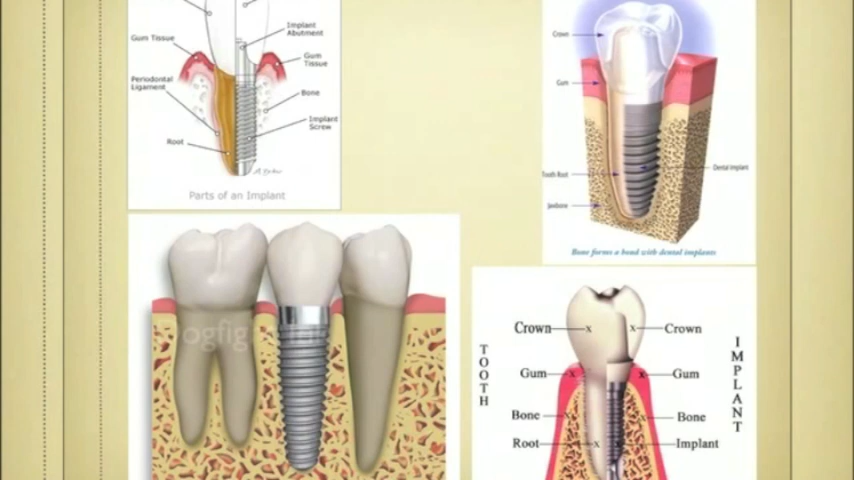 Implant
Abutment
Gum Tissue
Gum
Tissue
Periodontal
Ligament
Bone
Implant
Screw
Root
Parts of an Implant
Crown
Gum
Tooth Root
Dental Implant
Jawbone
Bone forms a bond with dental implants
Crown
Crown
Gum
Gum
Bone
Bone
Root
Implant
TOOTH
IMPLANT